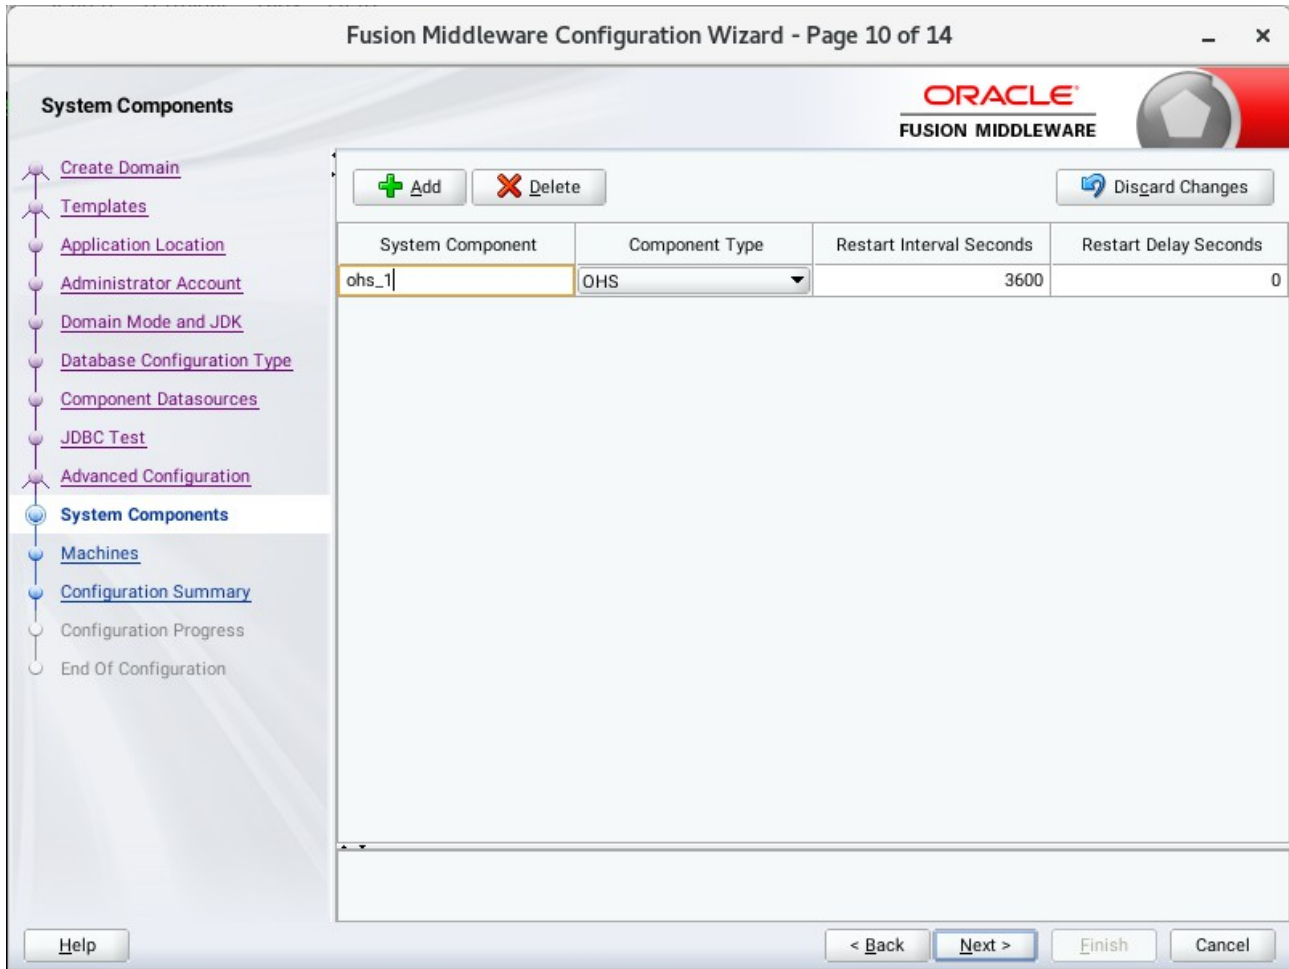 Fusion Middleware Configuration Wizard - Page 10 of 14
System Components
ORACLE
FUSION MIDDLEWARE
Create Domain
Templates
Application Location
Administrator Account
Domain Mode and JDK
Database Configuration Type
Component Datasources
JDBC Test
Advanced Configuration
System Components
Machines
Configuration Summary
Configuration Progress
End Of Configuration
Add Delete Discard Changes
System Component Component Type Restart Interval Seconds Restart Delay Seconds
ohs_1 OHS 3600 0
Help < Back Next > Finish Cancel